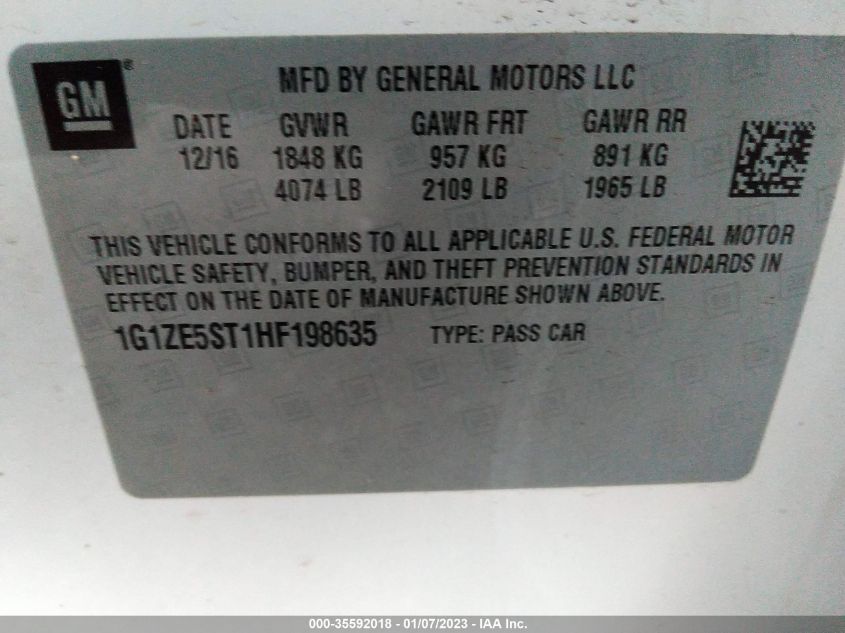 GM®
MFD BY GENERAL MOTORS LLC
DATE GVWR GAWR FRT GAWR RR
12/16 1848 KG 957 KG 891 KG
4074 LB 2109 LB 1965 LB
THIS VEHICLE CONFORMS TO ALL APPLICABLE U.S. FEDERAL MOTOR
VEHICLE SAFETY, BUMPER, AND THEFT PREVENTION STANDARDS IN
EFFECT ON THE DATE OF MANUFACTURE SHOWN ABOVE.
1G1ZE5ST1HF198635 TYPE: PASS CAR
000-35592018 - 01/07/2023 - IAA Inc.